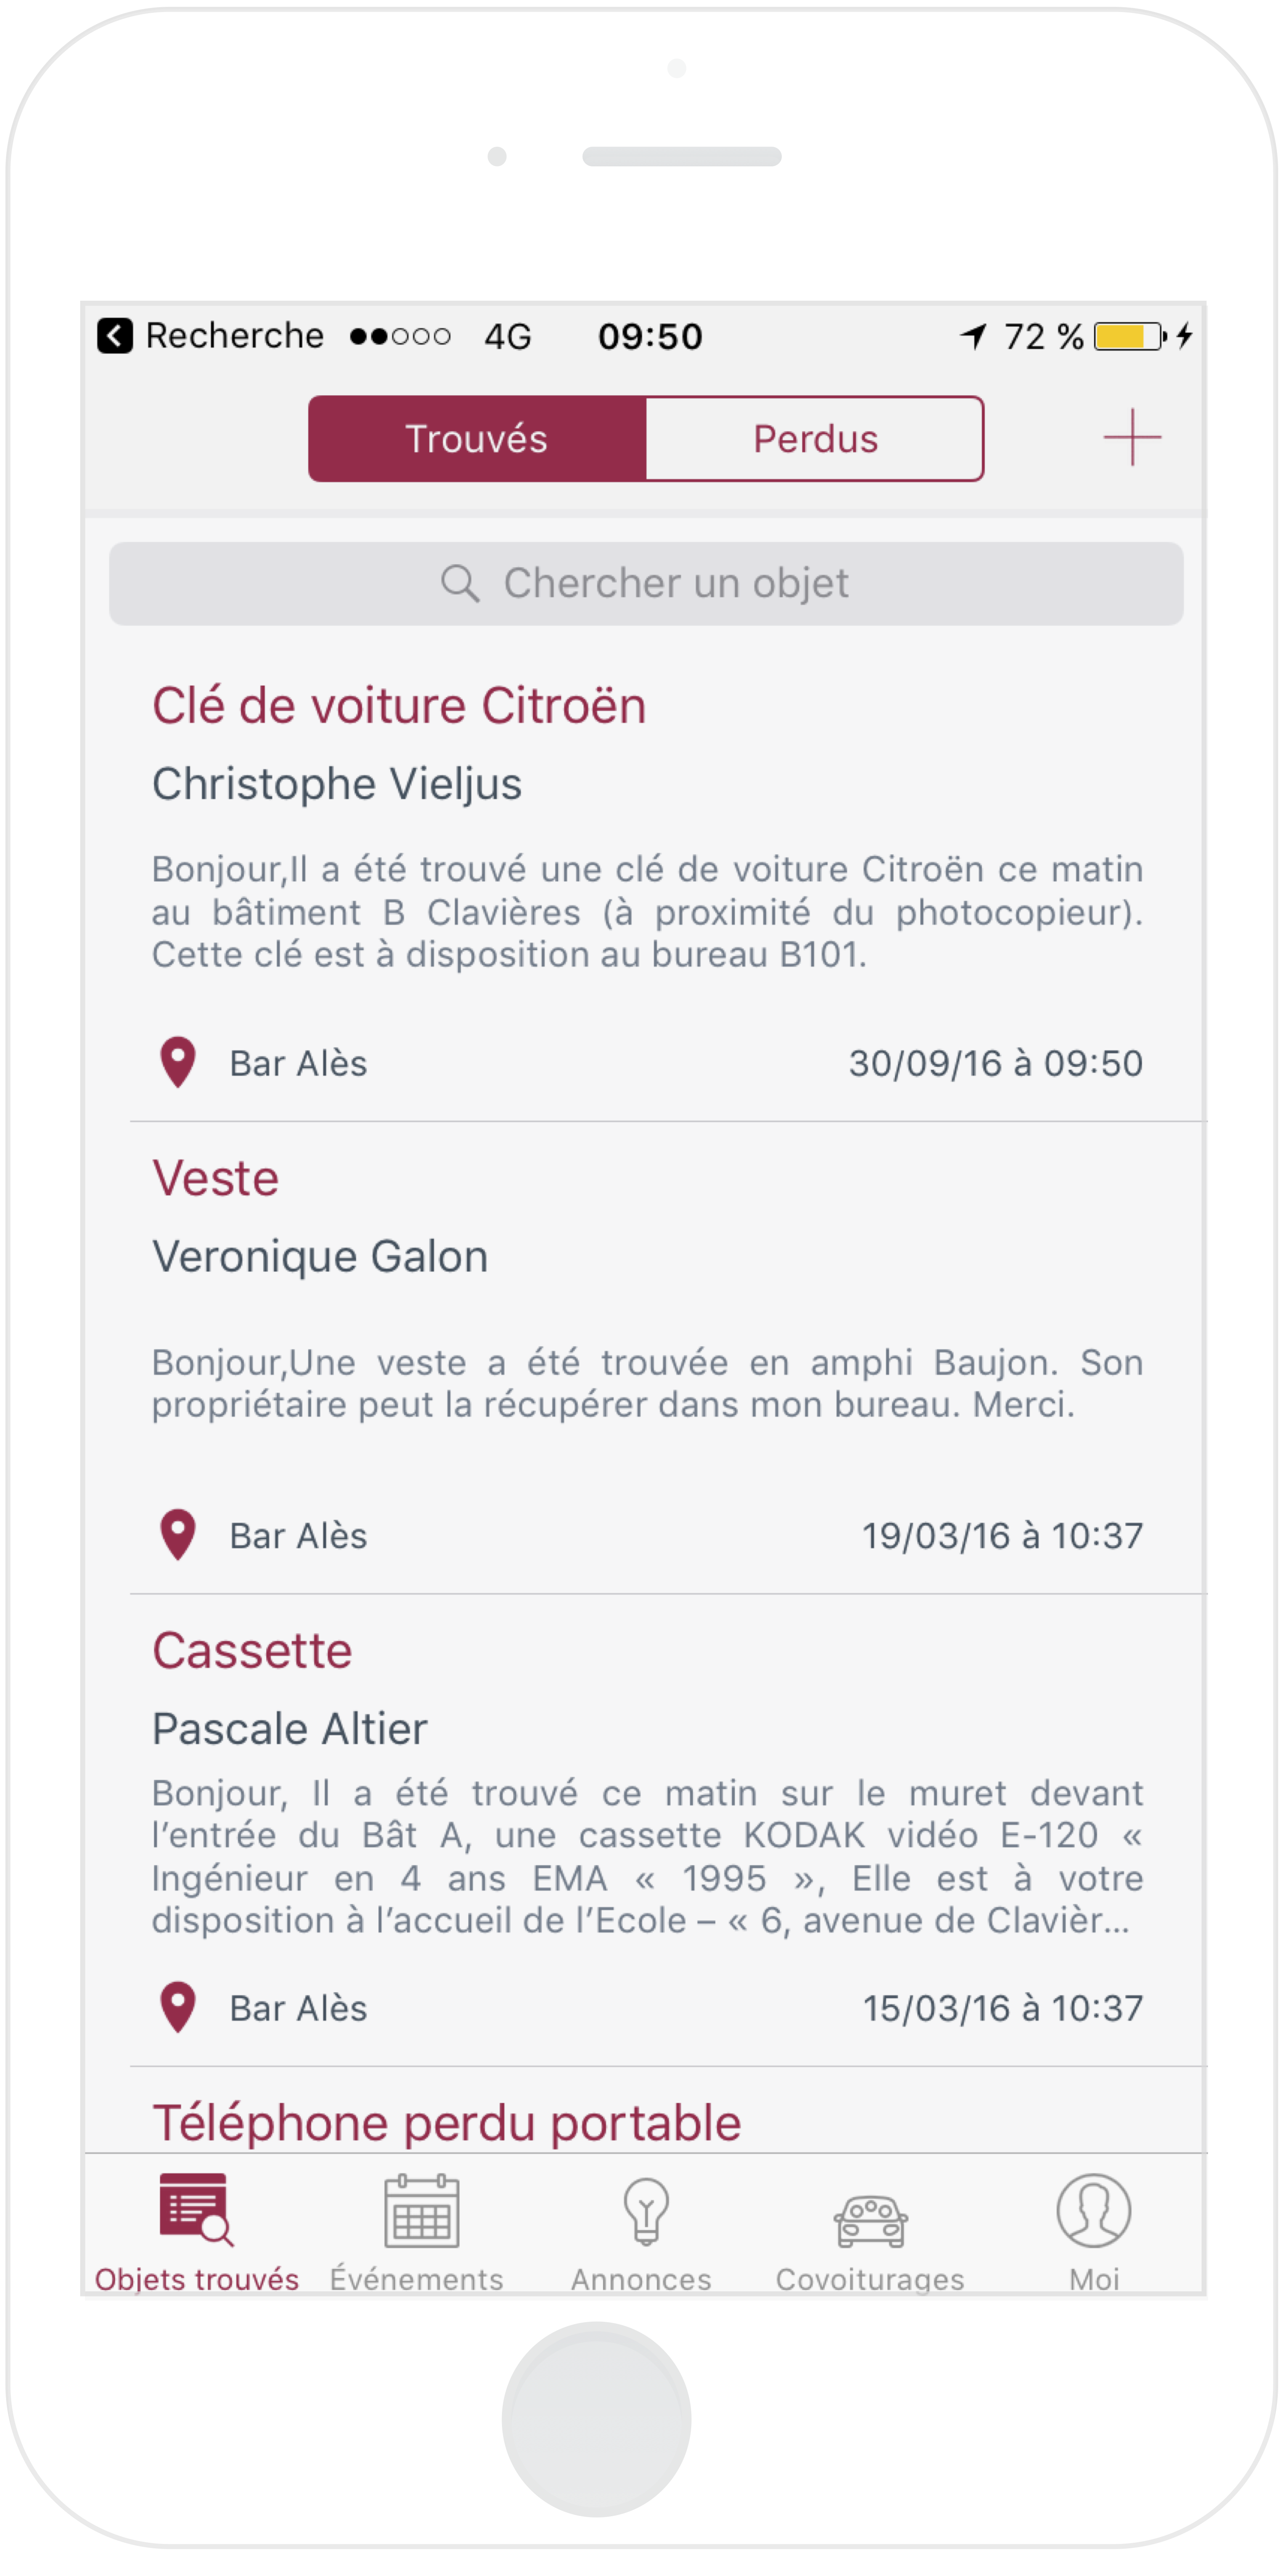 Recherche 4G 09:50 72 %
Trouvés Perdus
Chercher un objet
Clé de voiture Citroën
Christophe Vieljus
Bonjour,Il a été trouvé une clé de voiture Citroën ce matin
au bâtiment B Clavières (à proximité du photocopieur).
Cette clé est à disposition au bureau B101.
Bar Alès 30/09/16 à 09:50
Veste
Veronique Galon
Bonjour,Une veste a été trouvée en amphi Baujon. Son
propriétaire peut la récupérer dans mon bureau. Merci.
Bar Alès 19/03/16 à 10:37
Cassette
Pascale Altier
Bonjour, Il a été trouvé ce matin sur le muret devant
l’entrée du Bât A, une cassette KODAK vidéo E-120 «
Ingénieur en 4 ans EMA « 1995 », Elle est à votre
disposition à l’accueil de l’Ecole – « 6, avenue de Clavièr...
Bar Alès 15/03/16 à 10:37
Téléphone perdu portable
Objets trouvés Événements Annonces Covoiturages Moi